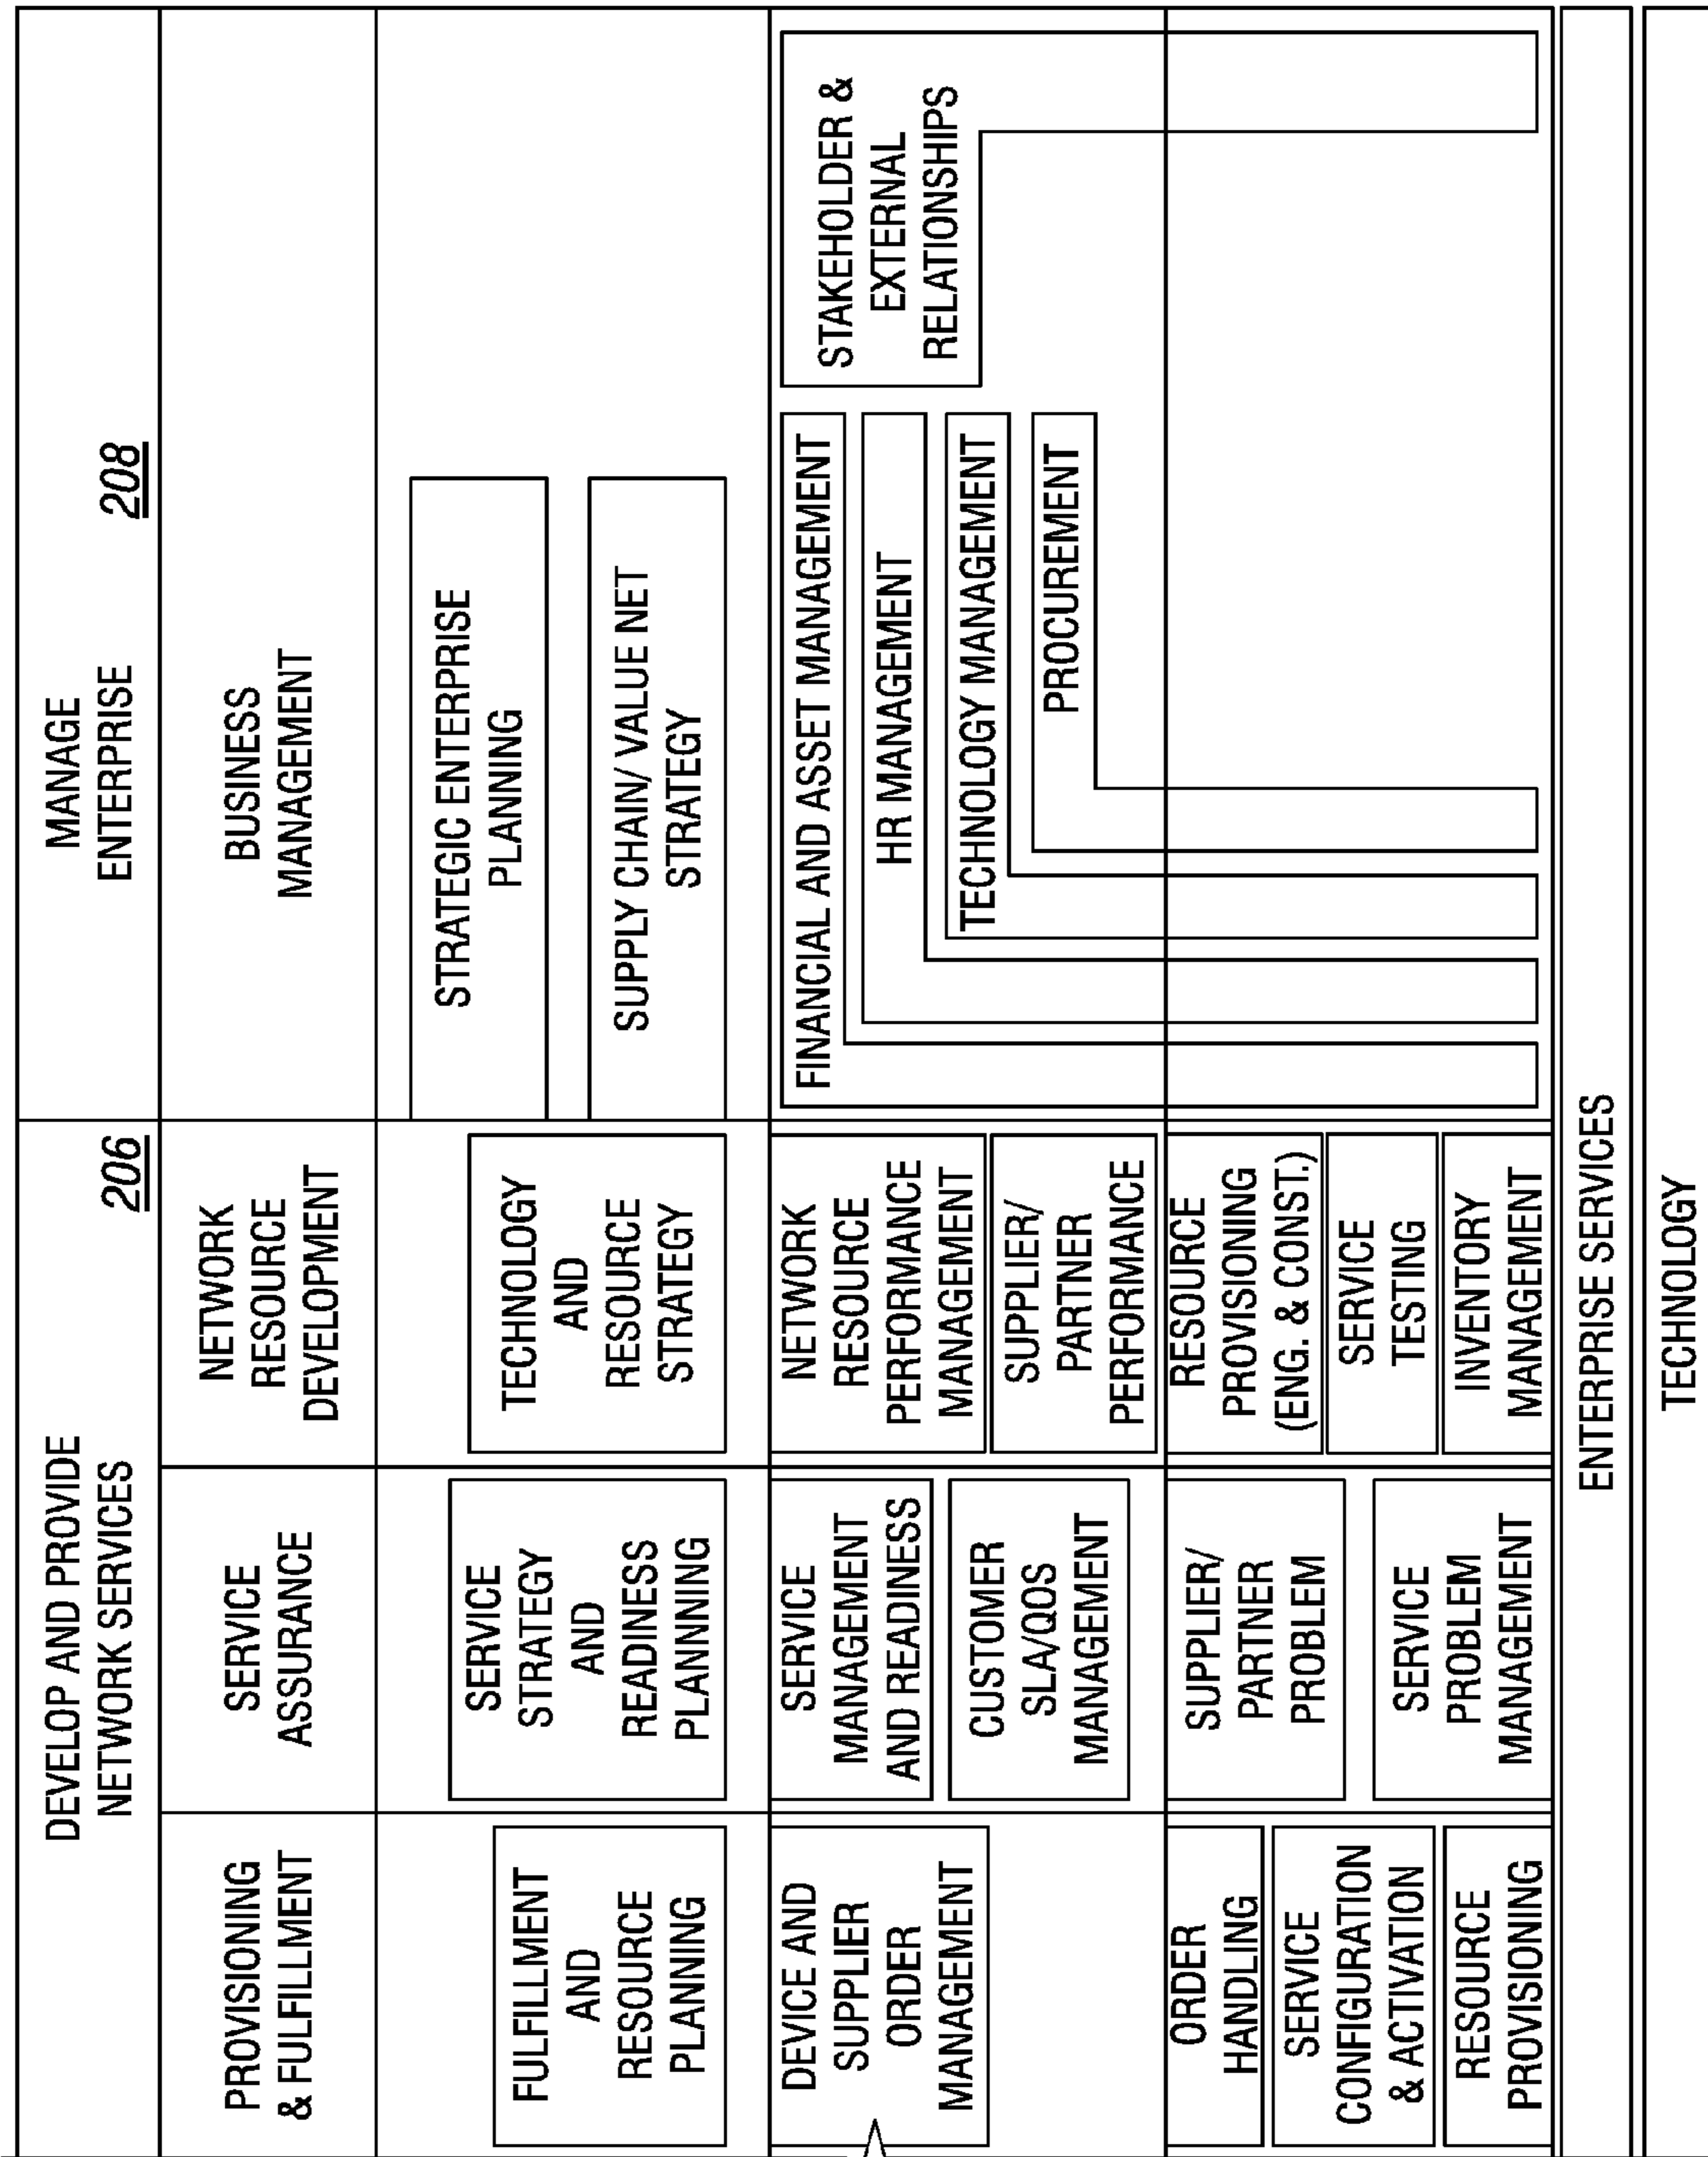 DEVELOP AND PROVIDE
NETWORK SERVICES
206
MANAGE
ENTERPRISE
208
PROVISIONING
& FULFILLMENT
SERVICE
ASSURANCE
NETWORK
RESOURCE
DEVELOPMENT
BUSINESS
MANAGEMENT
FULFILLMENT
AND
RESOURCE
PLANNING
SERVICE
STRATEGY
AND
READINESS
PLANNNING
TECHNOLOGY
AND
RESOURCE
STRATEGY
STRATEGIC ENTERPRISE
PLANNING
SUPPLY CHAIN/ VALUE NET
STRATEGY
DEVICE AND
SUPPLIER
ORDER
MANAGEMENT
SERVICE
MANAGEMENT
AND READINESS
CUSTOMER
SLA/QOS
MANAGEMENT
NETWORK
RESOURCE
PERFORMANCE
MANAGEMENT
SUPPLIER/
PARTNER
PERFORMANCE
FINANCIAL AND ASSET MANAGEMENT
HR MANAGEMENT
TECHNOLOGY MANAGEMENT
PROCUREMENT
STAKEHOLDER &
EXTERNAL
RELATIONSHIPS
ORDER
HANDLING
SERVICE
CONFIGURATION
& ACTIVATION
RESOURCE
PROVISIONING
SUPPLIER/
PARTNER
PROBLEM
SERVICE
PROBLEM
MANAGEMENT
RESOURCE
PROVISIONING
(ENG. & CONST.)
SERVICE
TESTING
INVENTORY
MANAGEMENT
ENTERPRISE SERVICES
TECHNOLOGY